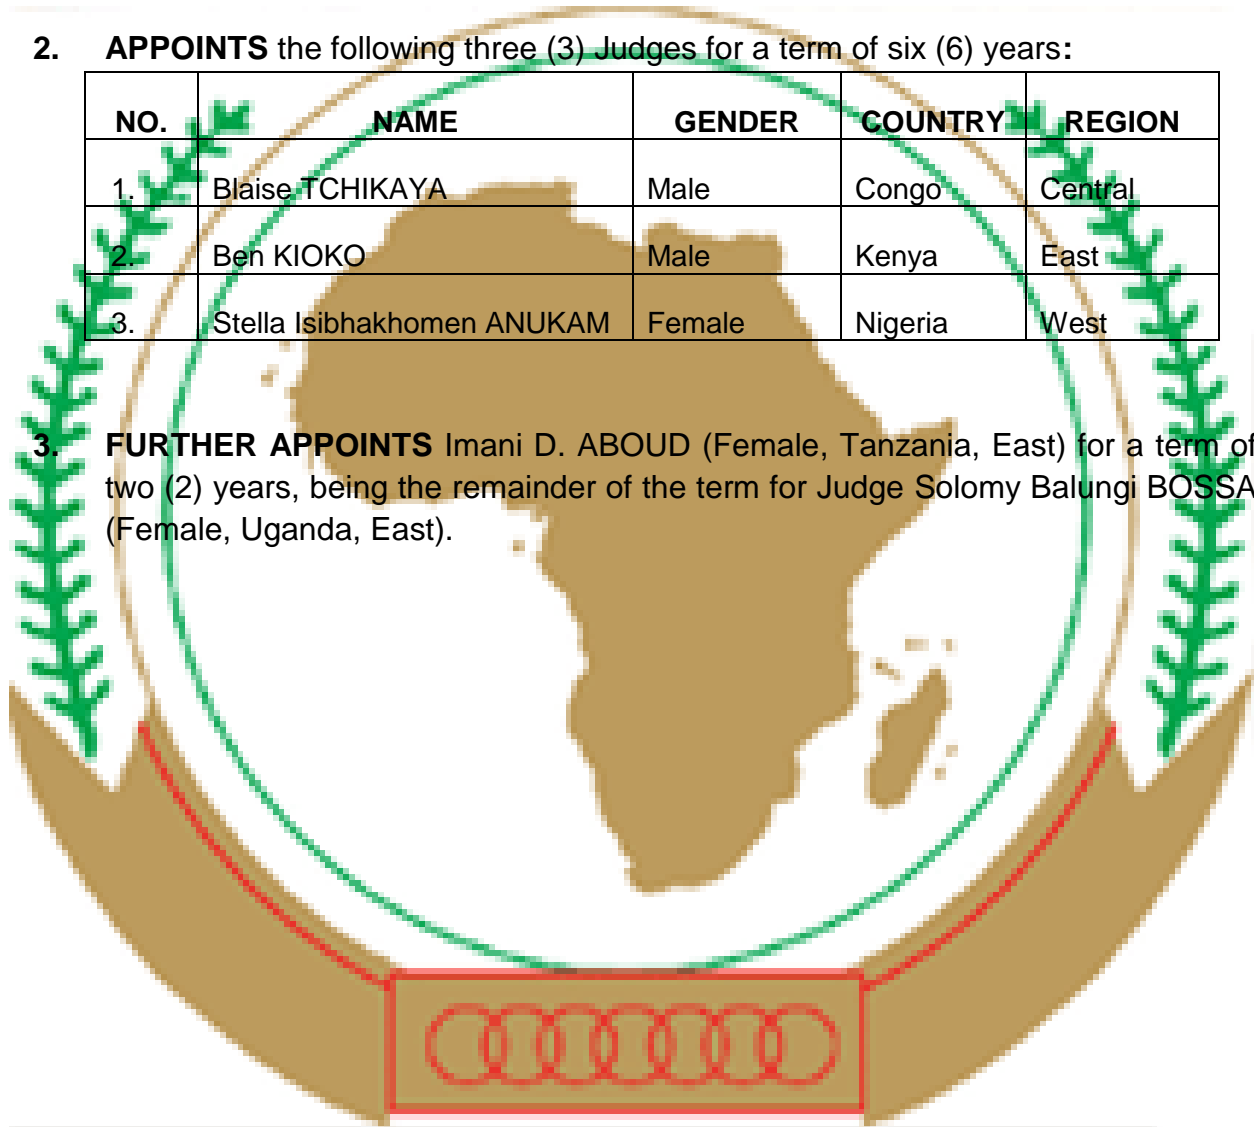 2. APPOINTS the following three (3) Judges for a term of six (6) years:
NO. NAME GENDER COUNTRY REGION
1. Blaise TCHIKAYA Male Congo Central
2. Ben KIOKO Male Kenya East
3. Stella Isibhakhomen ANUKAM Female Nigeria West
3. FURTHER APPOINTS Imani D. ABOUD (Female, Tanzania, East) for a term of
two (2) years, being the remainder of the term for Judge Solomy Balungi BOSSA
(Female, Uganda, East).